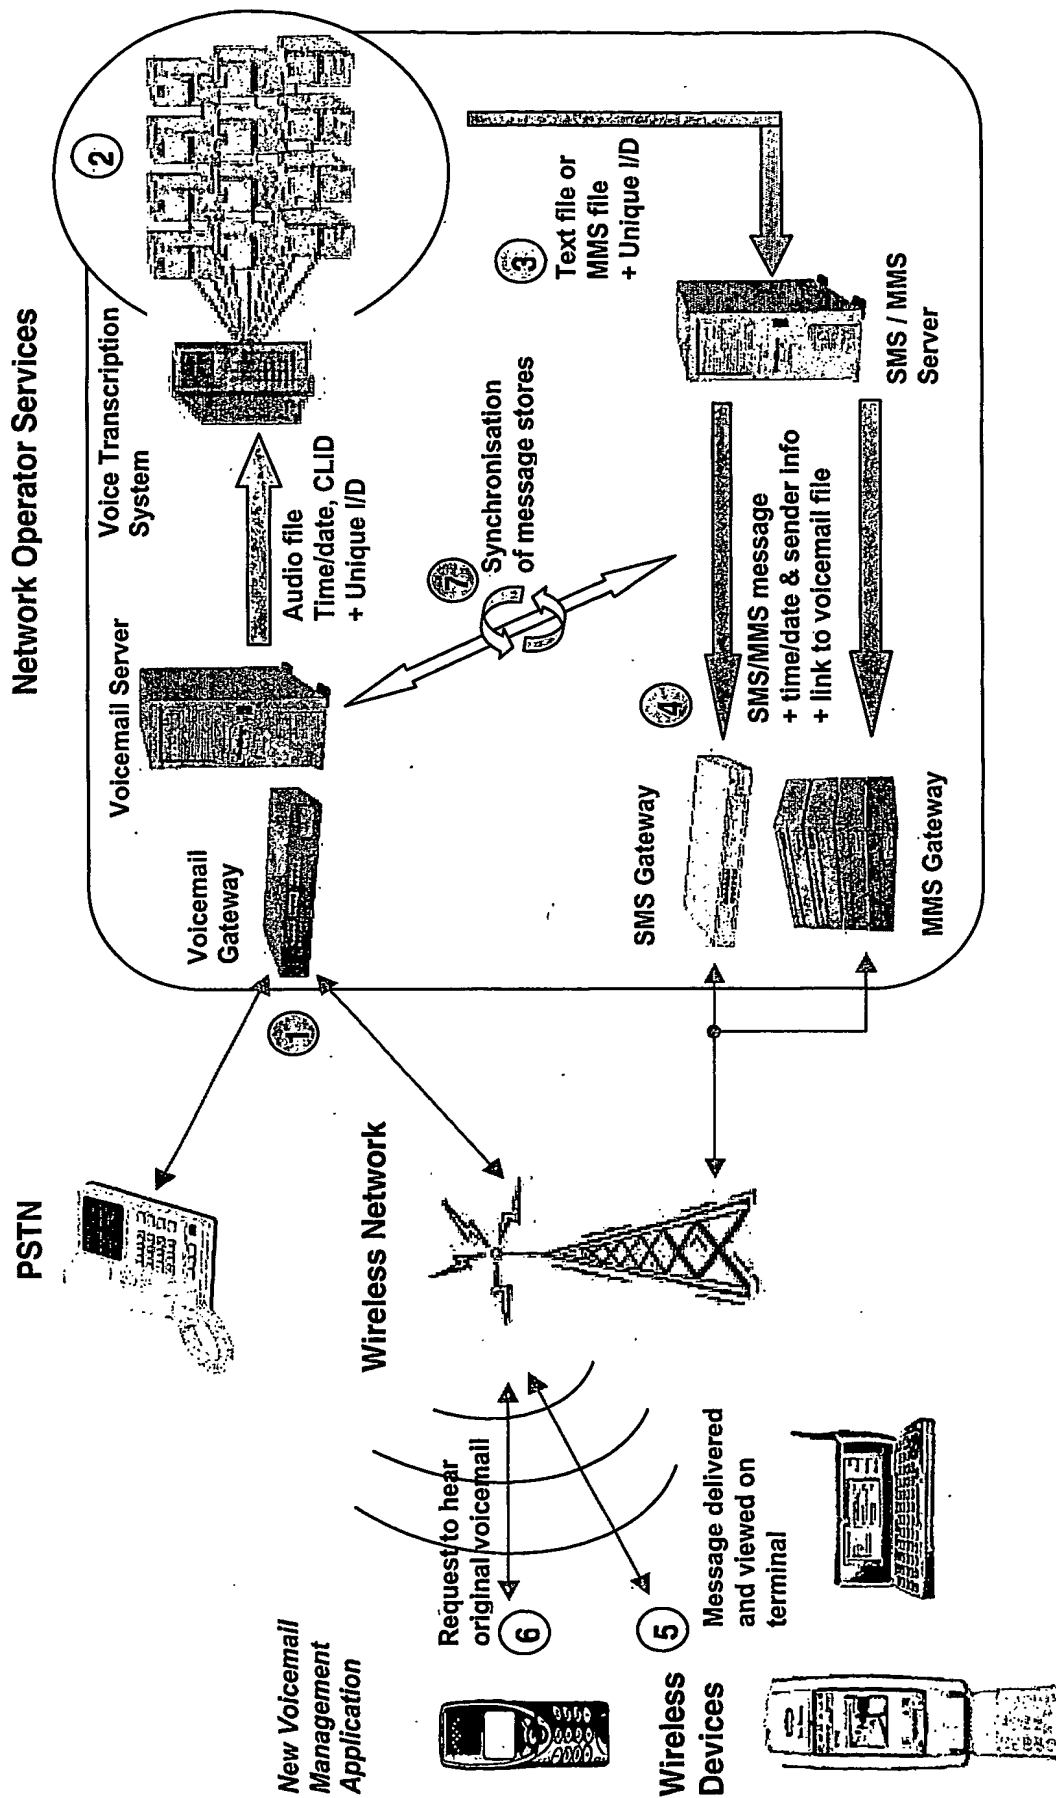 New Voicemail
Management
Application
Wireless
Devices
Request to hear
original voicemail
6
5
Message delivered
and viewed on
terminal
PSTN
Wireless Network
Network Operator Services
1
Voicemail
Gateway
Voicemail Server
Audio file
Time/date, CLID
+ Unique I/D
Voice Transcription
System
2
7
Synchronisation
of message stores
3
Text file or
MMS file
+ Unique I/D
SMS / MMS
Server
4
SMS/MMS message
+ time/date & sender info
+ link to voicemail file
SMS Gateway
MMS Gateway